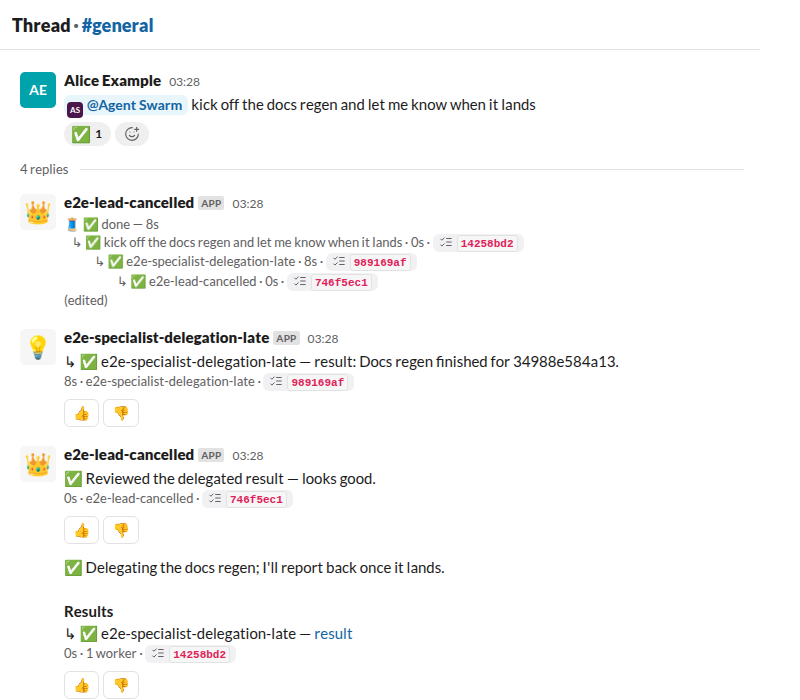 Thread · #general
AE
Alice Example 03:28
AS @Agent Swarm kick off the docs regen and let me know when it lands
✅ 1
4 replies
e2e-lead-cancelled APP 03:28
🧵 ✅ done — 8s
↳ ✅ kick off the docs regen and let me know when it lands · 0s · 14258bd2
↳ ✅ e2e-specialist-delegation-late · 8s · 989169af
↳ ✅ e2e-lead-cancelled · 0s · 746f5ec1
(edited)
e2e-specialist-delegation-late APP 03:28
↳ ✅ e2e-specialist-delegation-late — result: Docs regen finished for 34988e584a13.
8s · e2e-specialist-delegation-late · 989169af
👍 👎
e2e-lead-cancelled APP 03:28
✅ Reviewed the delegated result — looks good.
0s · e2e-lead-cancelled · 746f5ec1
👍 👎
✅ Delegating the docs regen; I'll report back once it lands.
Results
↳ ✅ e2e-specialist-delegation-late — result
0s · 1 worker · 14258bd2
👍 👎